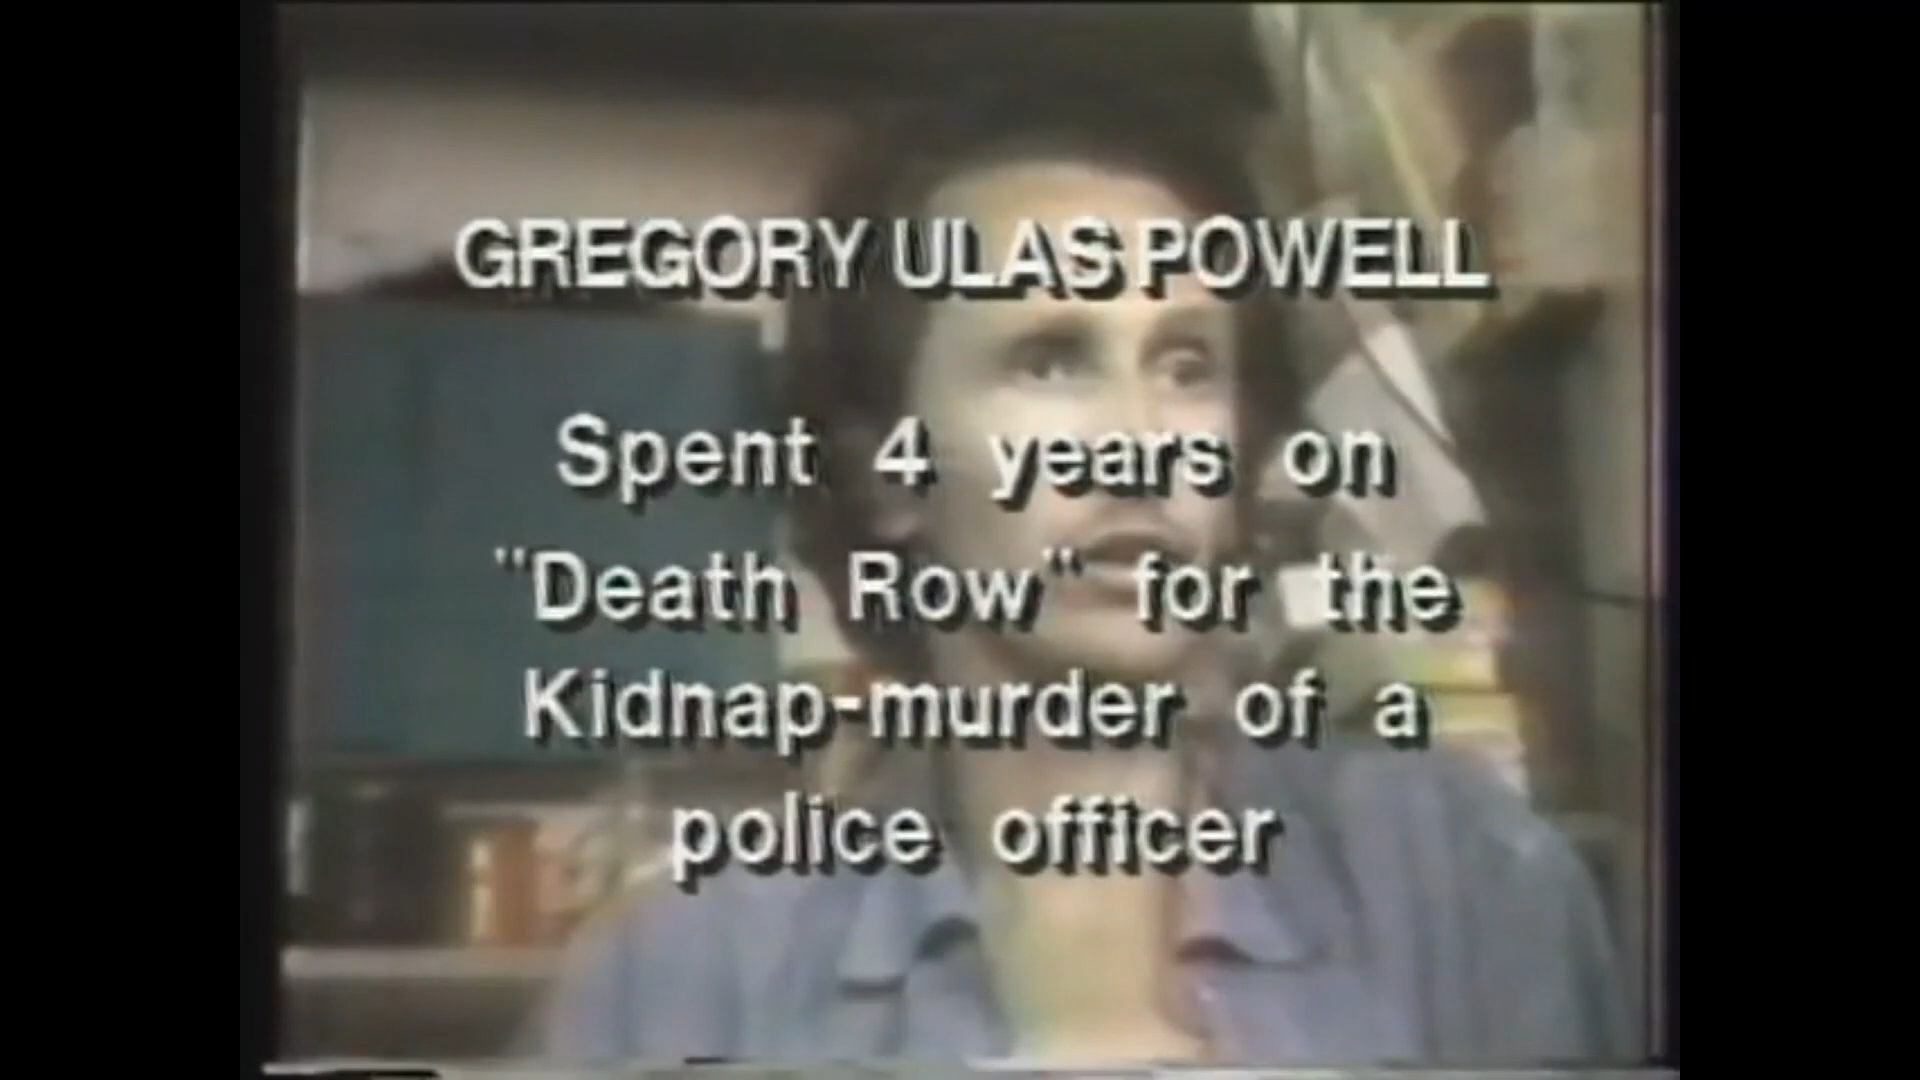 GREGORY ULAS POWELL
Spent 4 years on
"Death Row" for the
Kidnap-murder of a
police officer